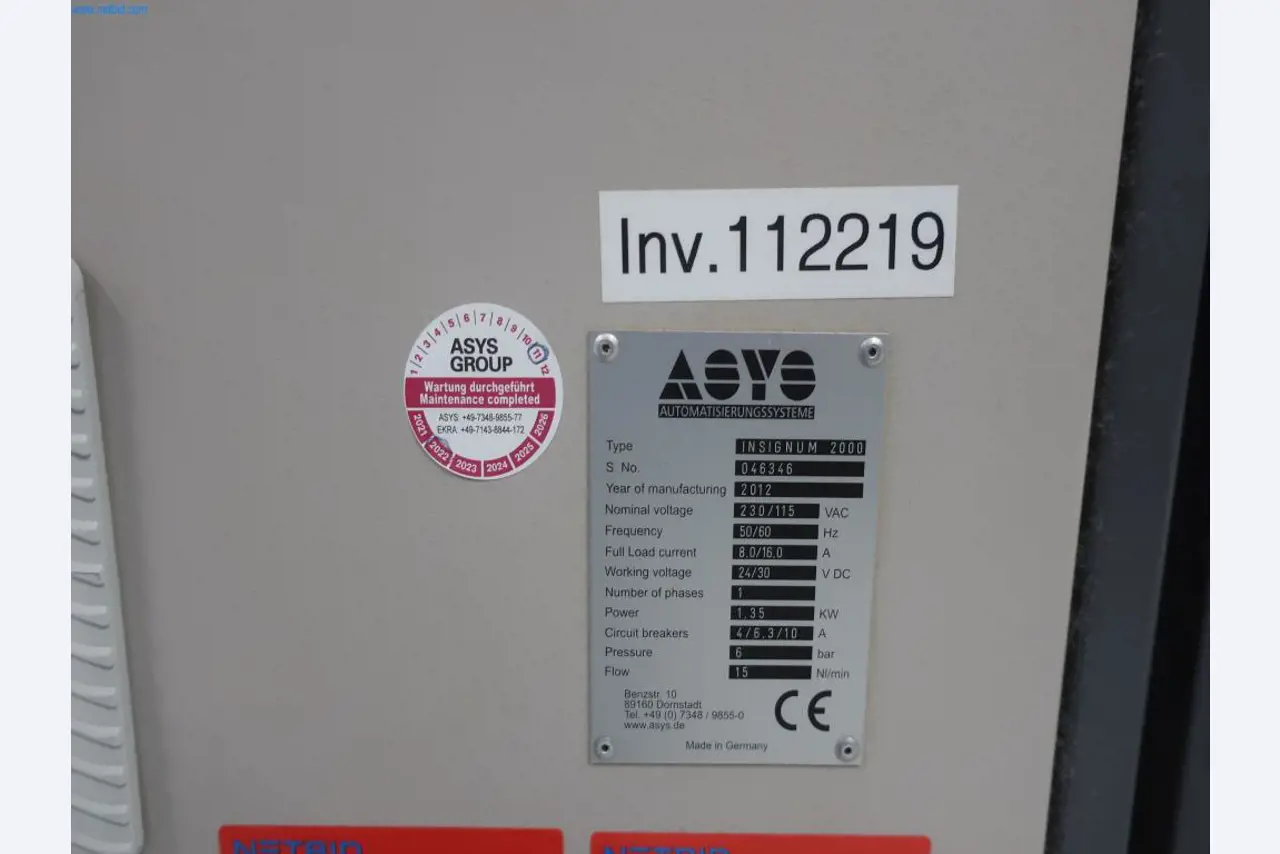 www.netbid.com
Inv.112219
1 2 3 4 5 6 7 8 9 10 11 12
ASYS
GROUP
Wartung durchgeführt
Maintenance completed
ASYS: +49-7348-9855-77
EKRA: +49-7143-8844-172
2021 2022 2023 2024 2025 2026
ASYS
AUTOMATISIERUNGSSYSTEME
Type INSIGNUM 2000
S No. 046346
Year of manufacturing 2012
Nominal voltage 230/115 VAC
Frequency 50/60 Hz
Full Load current 8.0/16.0 A
Working voltage 24/30 V DC
Number of phases 1
Power 1,35 KW
Circuit breakers 4/6,3/10 A
Pressure 6 bar
Flow 15 Nl/min
Benzstr. 10
89160 Dornstadt
Tel. +49 (0) 7348 / 9855-0
www.asys.de
CE
Made in Germany
NETBID
NETBID